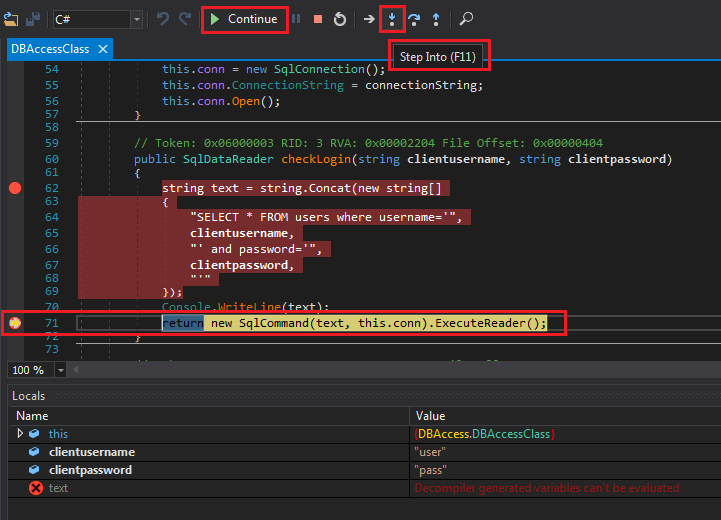 C#
Continue
DBAccessClass
Step Into (F11)
54 this.conn = new SqlConnection();
55 this.conn.ConnectionString = connectionString;
56 this.conn.Open();
57 }
58
59 // Token: 0x06000003 RID: 3 RVA: 0x00002204 File Offset: 0x00000404
60 public SqlDataReader checkLogin(string clientusername, string clientpassword)
61 {
62 string text = string.Concat(new string[]
63 {
64 "SELECT * FROM users where username='",
65 clientusername,
66 "' and password='",
67 clientpassword,
68 "'"
69 });
70 Console.WriteLine(text);
71 return new SqlCommand(text, this.conn).ExecuteReader();
72 }
73
100 %
Locals
Name Value
this {DBAccess.DBAccessClass}
clientusername "user"
clientpassword "pass"
text Decompiler generated variables can't be evaluated